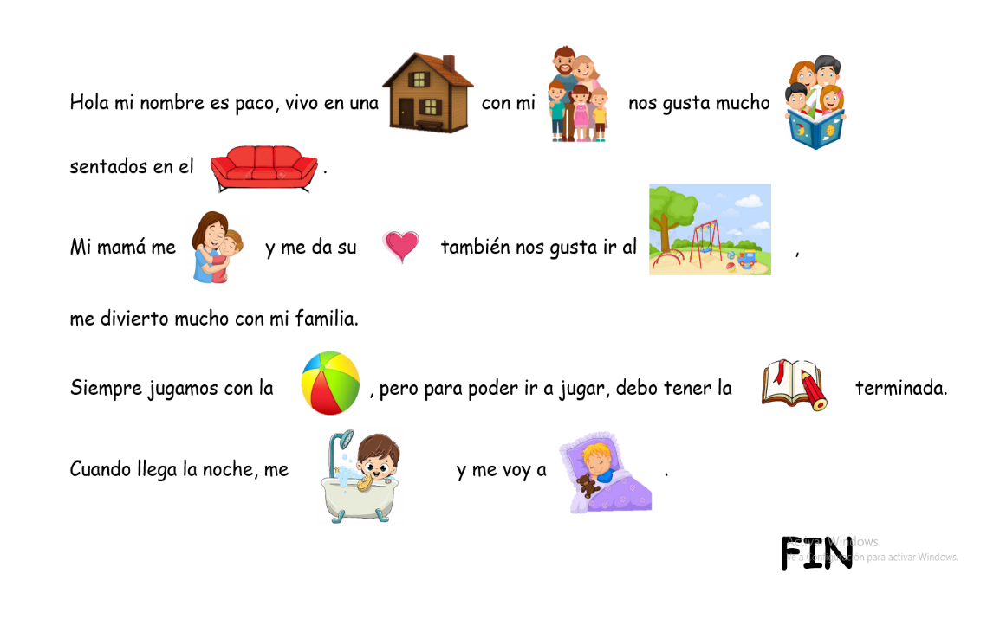 Hola mi nombre es paco, vivo en una con mi nos gusta mucho
sentados en el .
Mi mamá me y me da su también nos gusta ir al ,
me divierto mucho con mi familia.
Siempre jugamos con la , pero para poder ir a jugar, debo tener la terminada.
Cuando llega la noche, me y me voy a .
FIN
Activar Windows
Ve a Configuración para activar Windows.